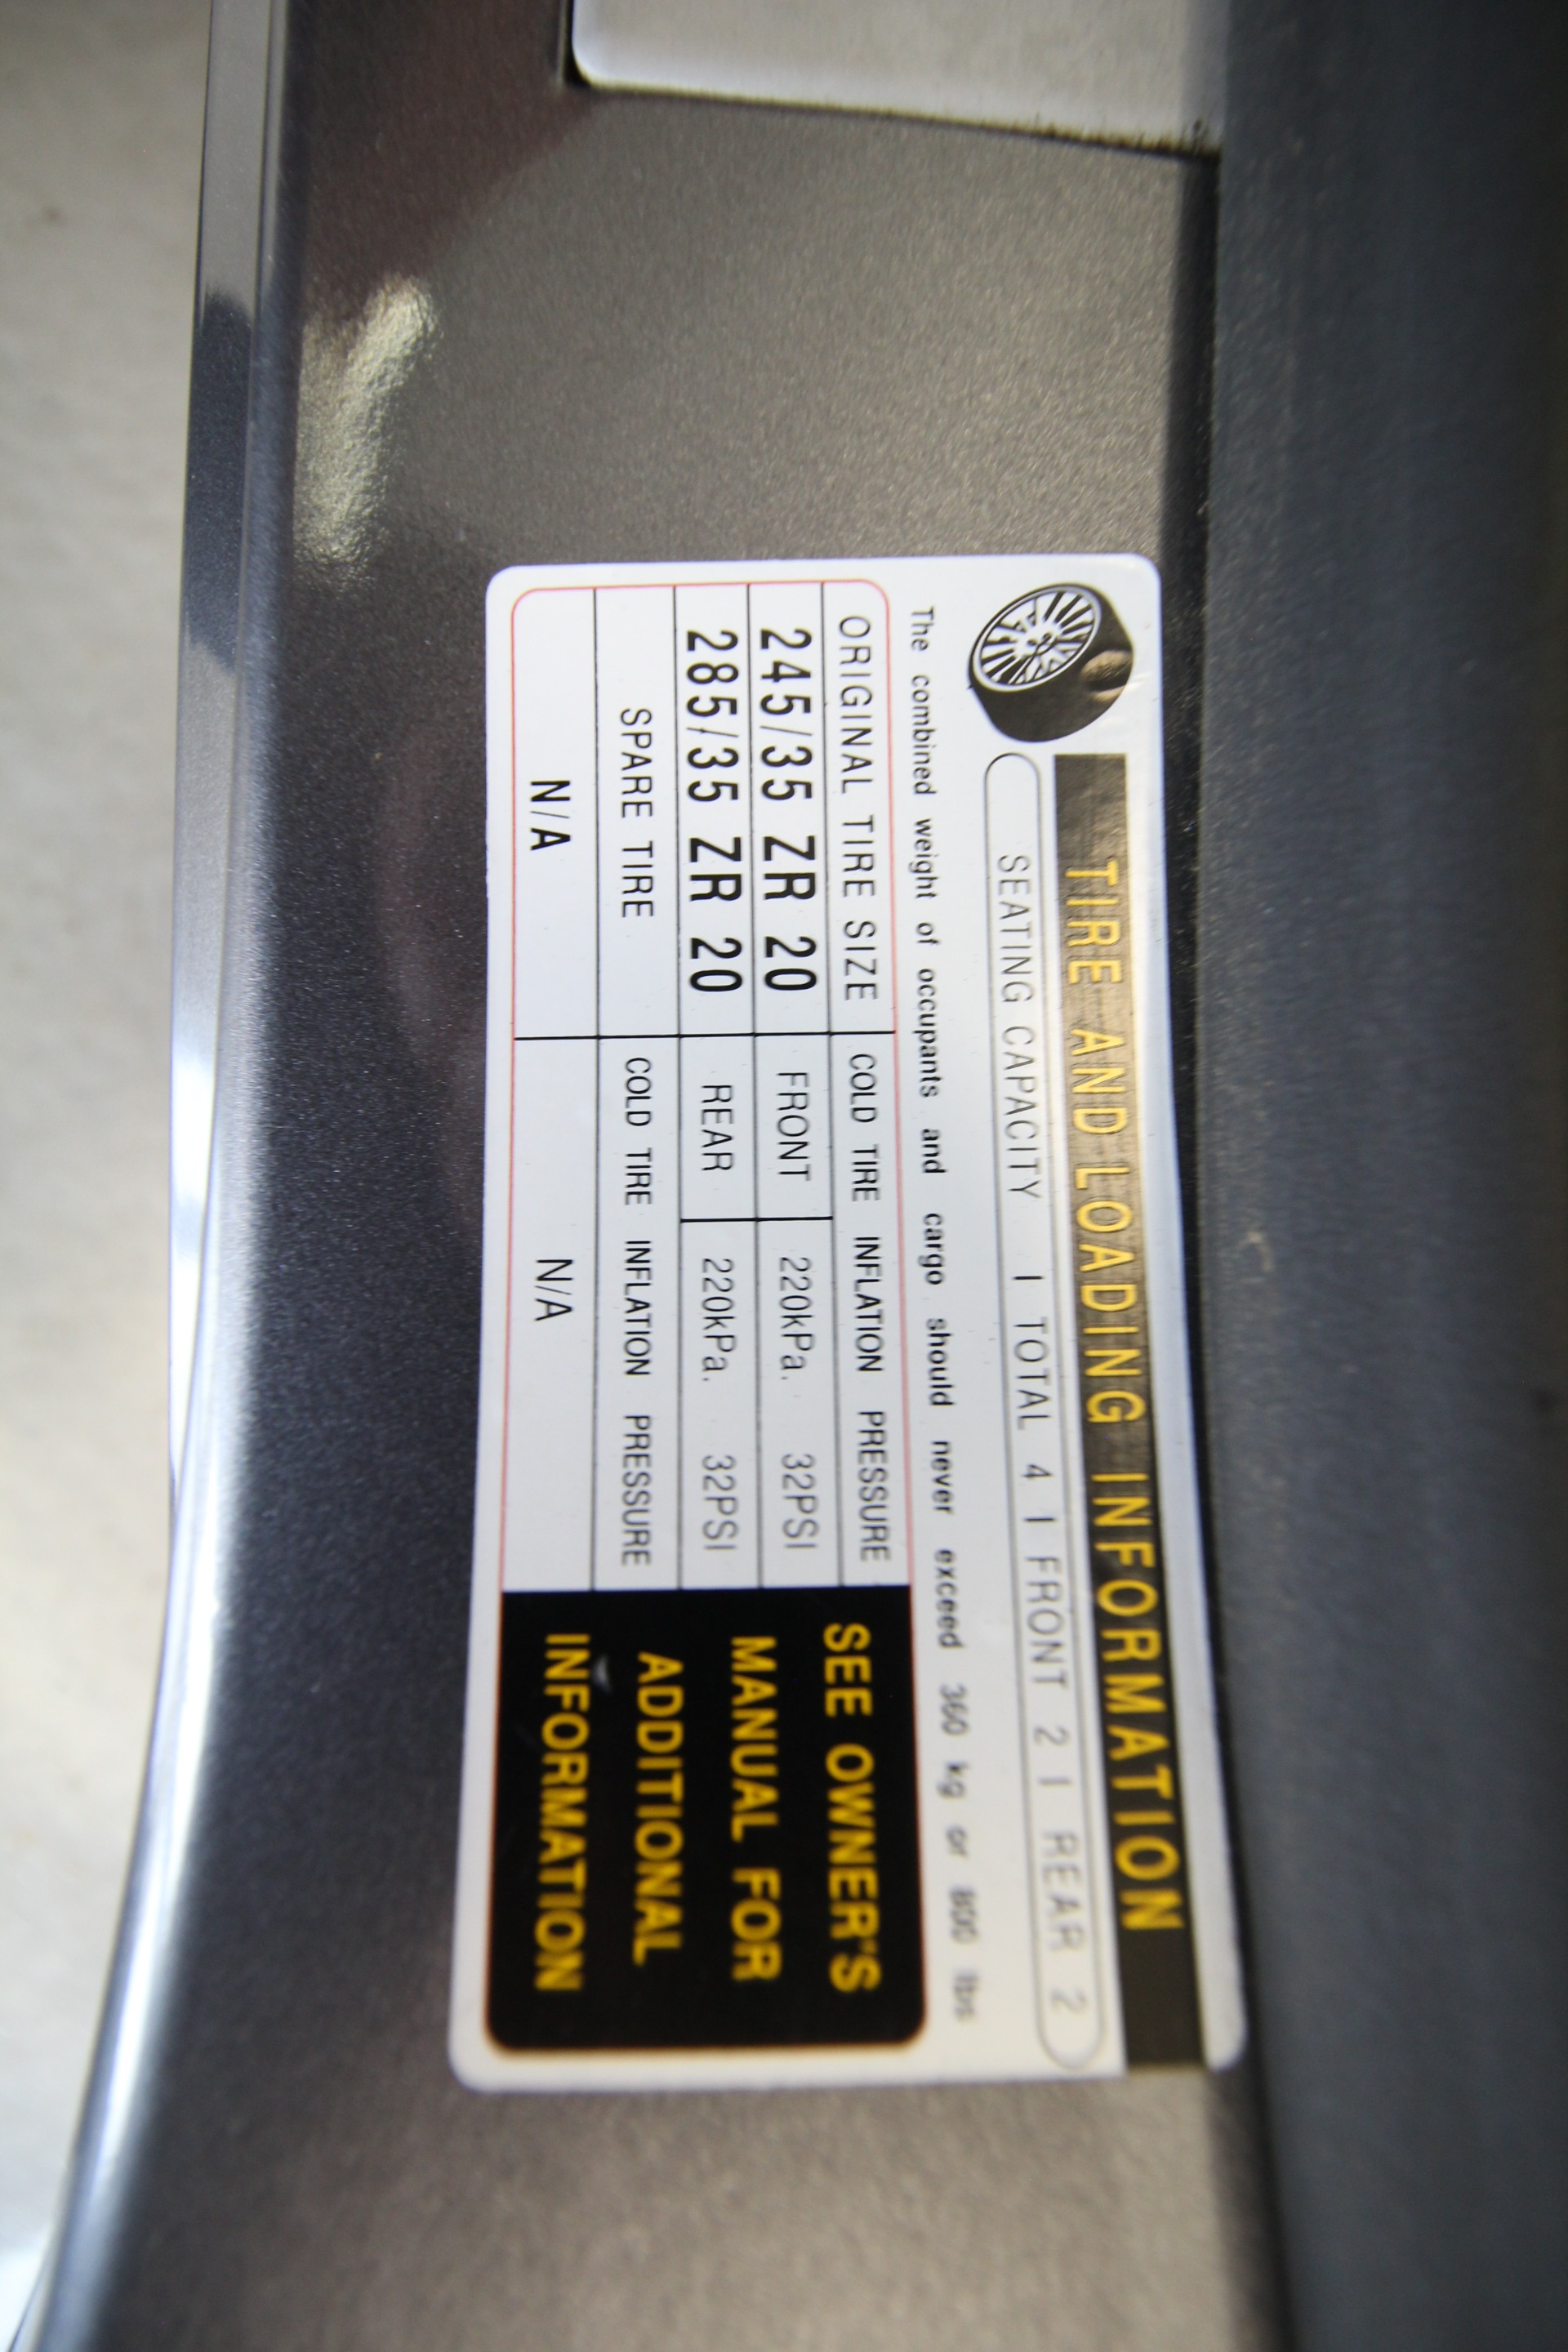 TIRE AND LOADING INFORMATION
SEATING CAPACITY | TOTAL 4 | FRONT 2 | REAR 2
The combined weight of occupants and cargo should never exceed 360 kg or 800 lbs
ORIGINAL TIRE SIZE COLD TIRE INFLATION PRESSURE
245/35 ZR 20 FRONT 220kPa. 32PSI
285/35 ZR 20 REAR 220kPa. 32PSI
SPARE TIRE COLD TIRE INFLATION PRESSURE
N/A N/A
SEE OWNER'S
MANUAL FOR
ADDITIONAL
INFORMATION